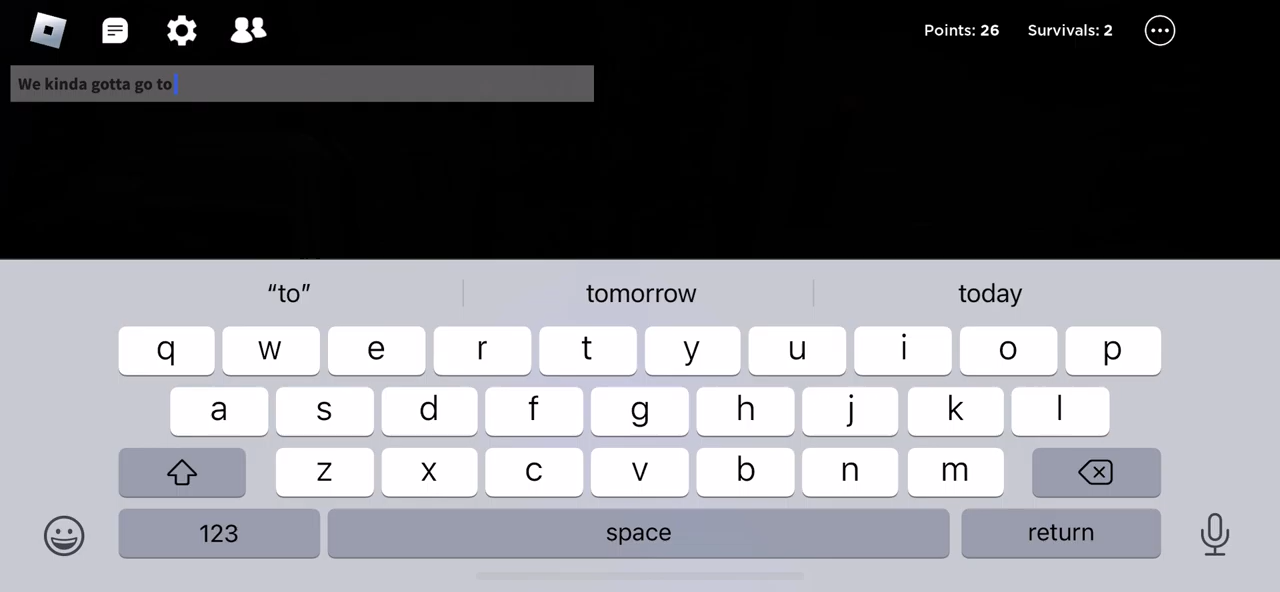 Points: 26 Survivals: 2
We kinda gotta go to
“to” tomorrow today
q w e r t y u i o p
a s d f g h j k l
z x c v b n m
123 space return